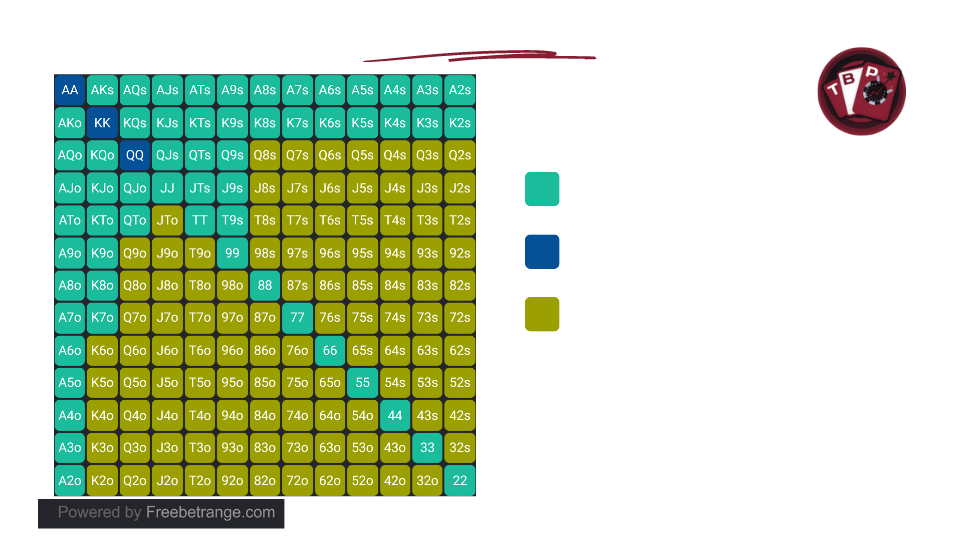 AA AKs AQs AJs ATs A9s A8s A7s A6s A5s A4s A3s A2s
AKo KK KQs KJs KTs K9s K8s K7s K6s K5s K4s K3s K2s
AQo KQo QQ QJs QTs Q9s Q8s Q7s Q6s Q5s Q4s Q3s Q2s
AJo KJo QJo JJ JTs J9s J8s J7s J6s J5s J4s J3s J2s
ATo KTo QTo JTo TT T9s T8s T7s T6s T5s T4s T3s T2s
A9o K9o Q9o J9o T9o 99 98s 97s 96s 95s 94s 93s 92s
A8o K8o Q8o J8o T8o 98o 88 87s 86s 85s 84s 83s 82s
A7o K7o Q7o J7o T7o 97o 87o 77 76s 75s 74s 73s 72s
A6o K6o Q6o J6o T6o 96o 86o 76o 66 65s 64s 63s 62s
A5o K5o Q5o J5o T5o 95o 85o 75o 65o 55 54s 53s 52s
A4o K4o Q4o J4o T4o 94o 84o 74o 64o 54o 44 43s 42s
A3o K3o Q3o J3o T3o 93o 83o 73o 63o 53o 43o 33 32s
A2o K2o Q2o J2o T2o 92o 82o 72o 62o 52o 42o 32o 22
Powered by Freebetrange.com
T B P